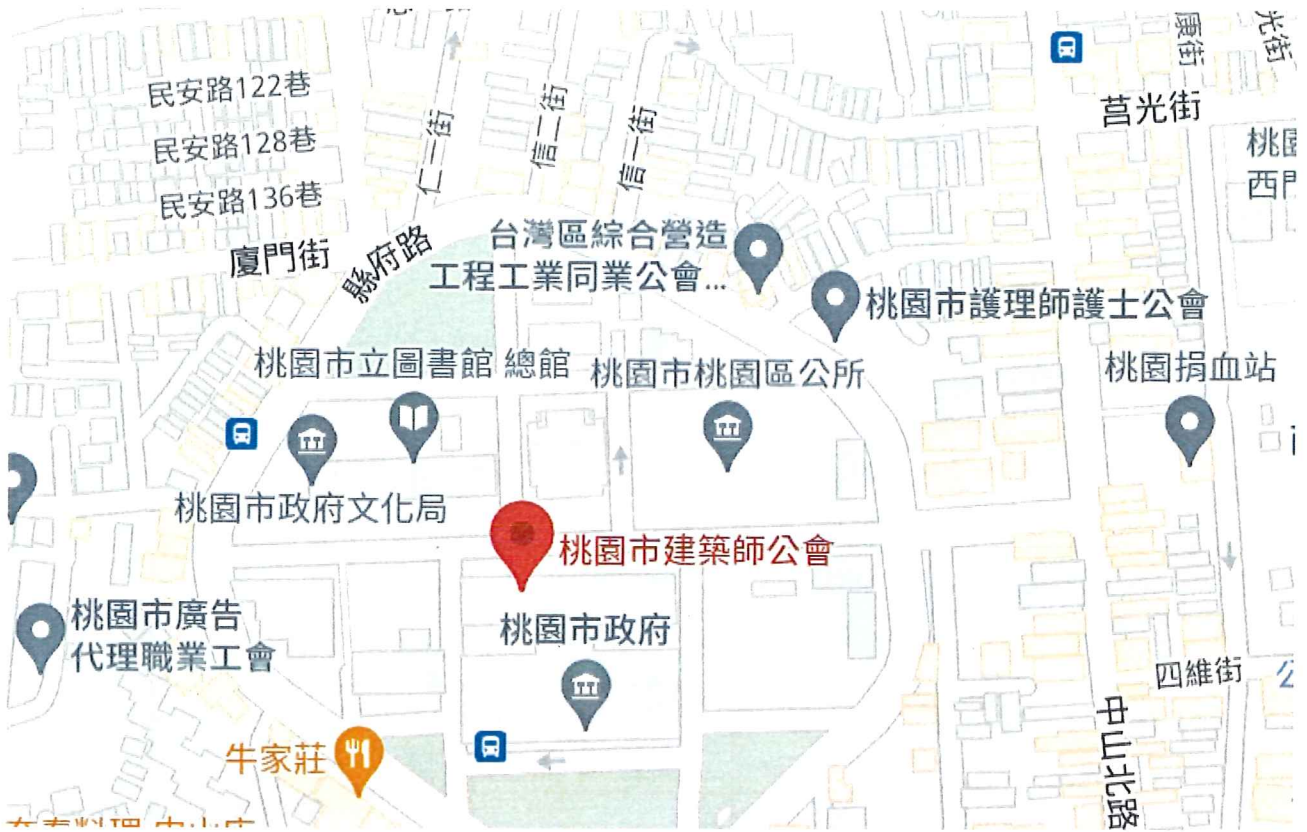 康街
光街
民安路122巷
莒光街
信二街
仁一街
信一街
民安路128巷
民安路136巷
台灣區綜合營造
工程工業同業公會...
廈門街
縣府路
桃園市護理師護士公會
桃園市立圖書館 總館
桃園市桃園區公所
桃園捐血站
桃園市政府文化局
桃園市建築師公會
桃園市廣告
代理職業工會
桃園市政府
四維街
中山北路
牛家莊